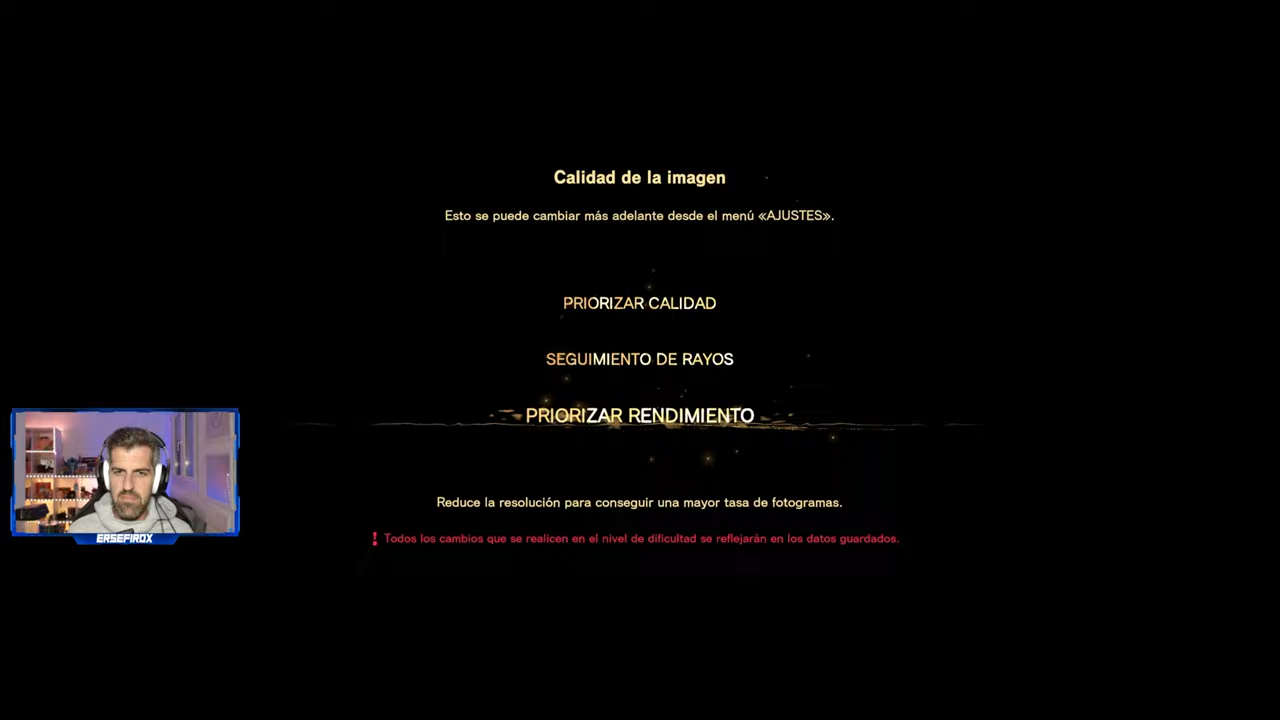 Calidad de la imagen
Esto se puede cambiar más adelante desde el menú «AJUSTES».
PRIORIZAR CALIDAD
SEGUIMIENTO DE RAYOS
PRIORIZAR RENDIMIENTO
Reduce la resolución para conseguir una mayor tasa de fotogramas.
! Todos los cambios que se realicen en el nivel de dificultad se reflejarán en los datos guardados.
ERSEFIROX